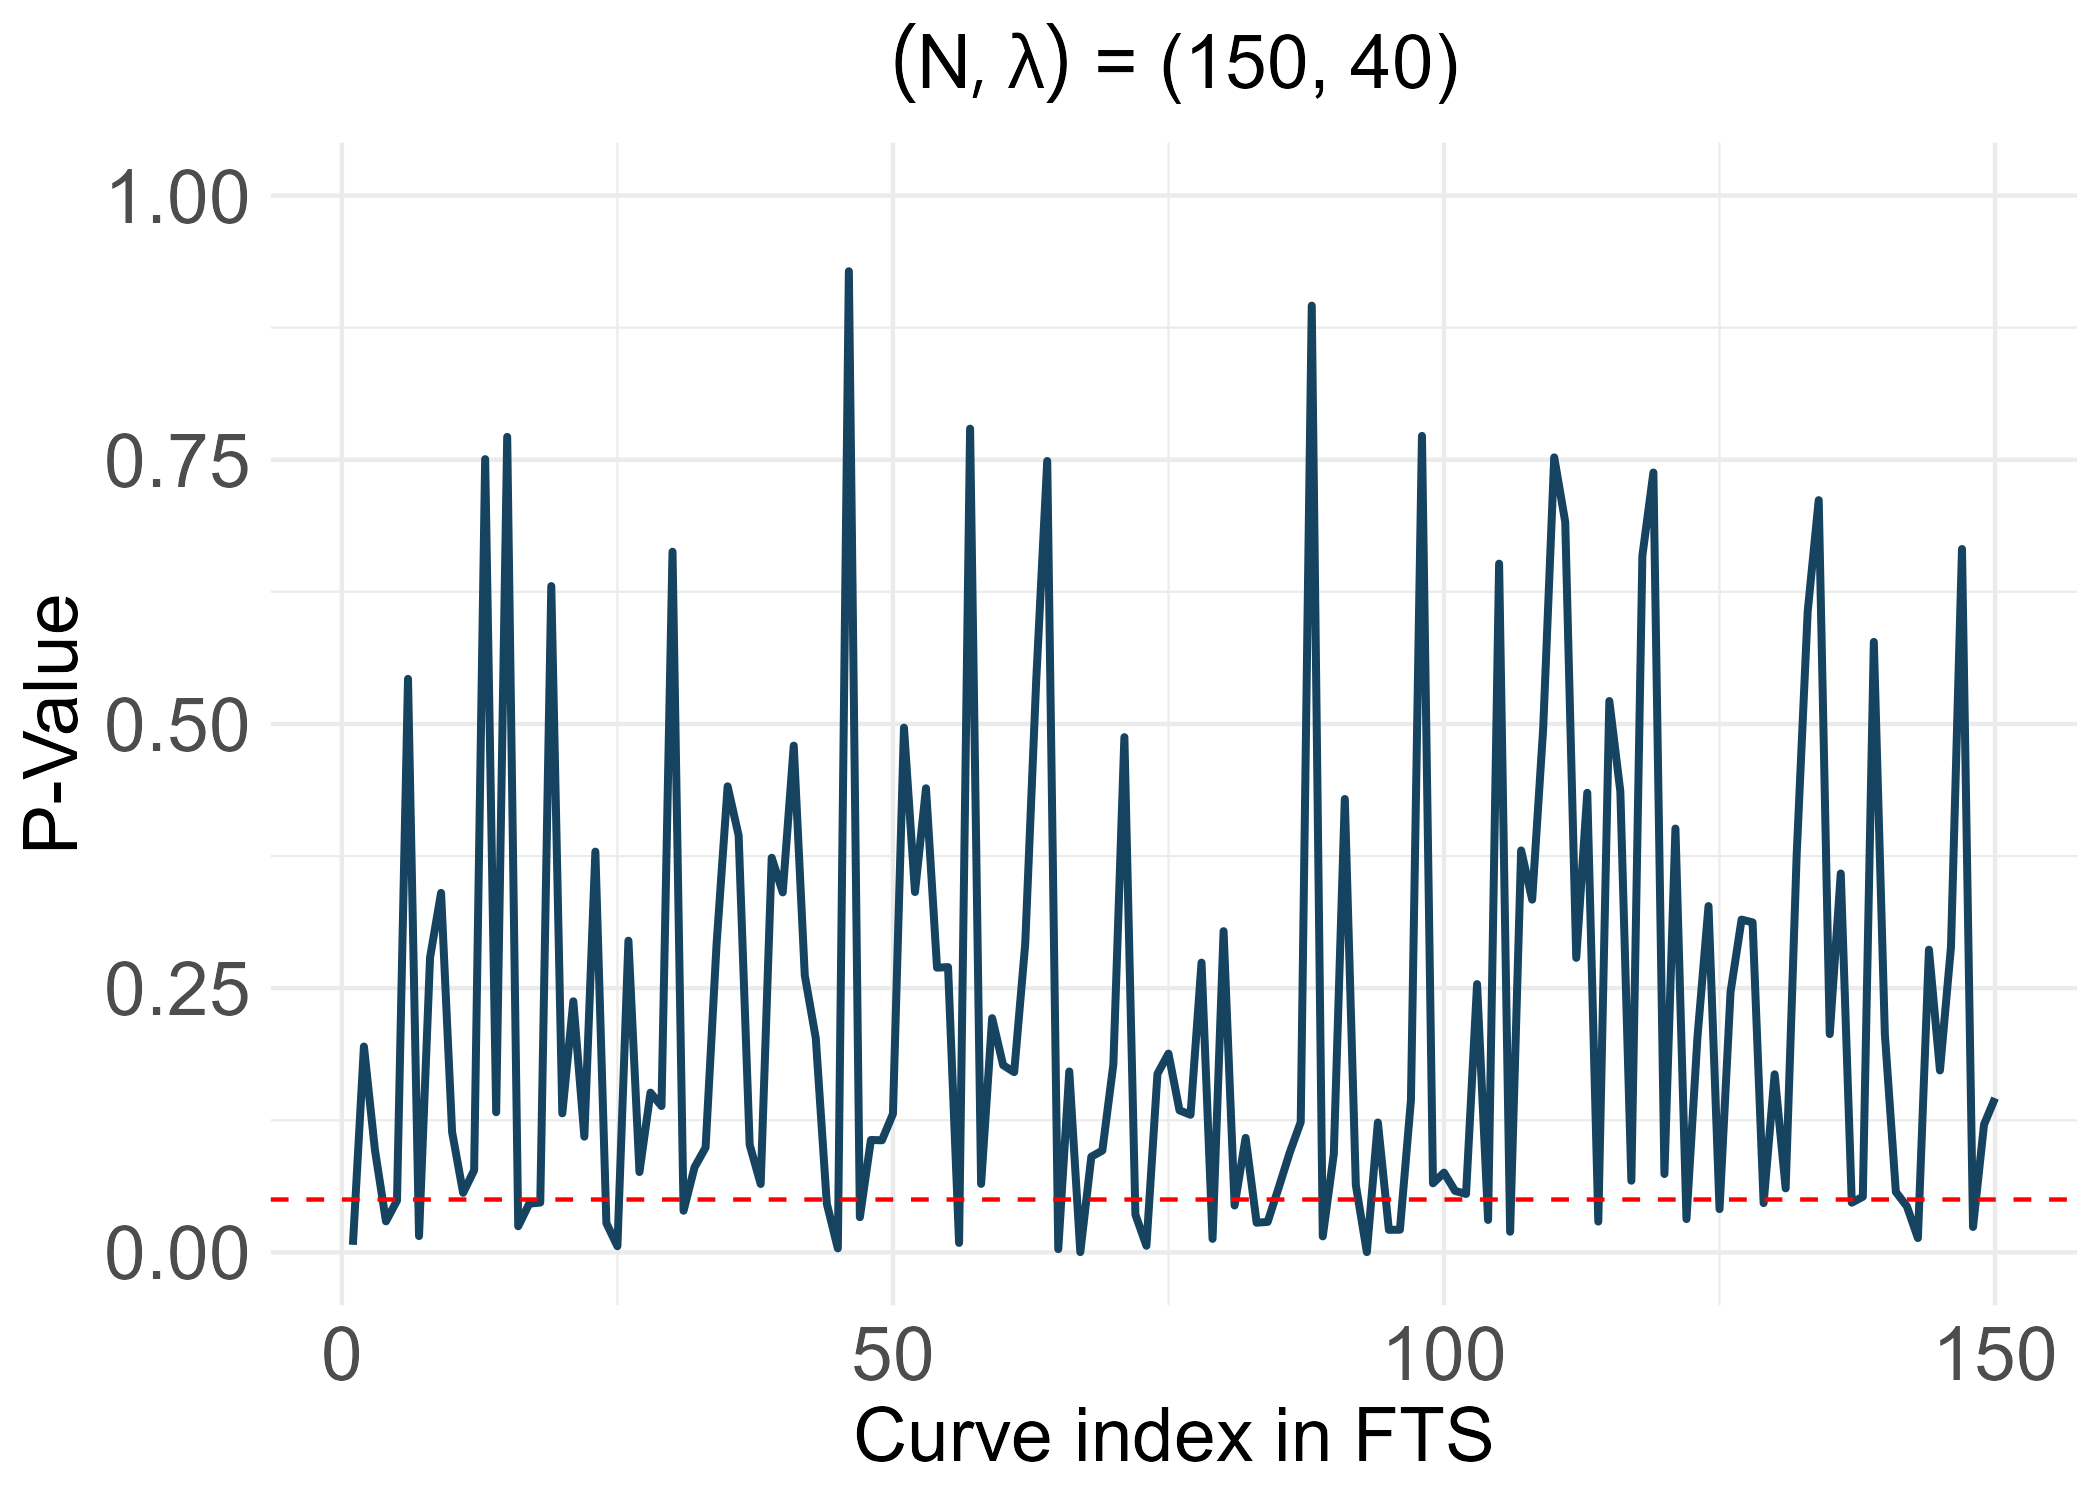 (N, λ) = (150, 40)
1.00
0.75
0.50
0.25
0.00
P-Value
0 50 100 150
Curve index in FTS